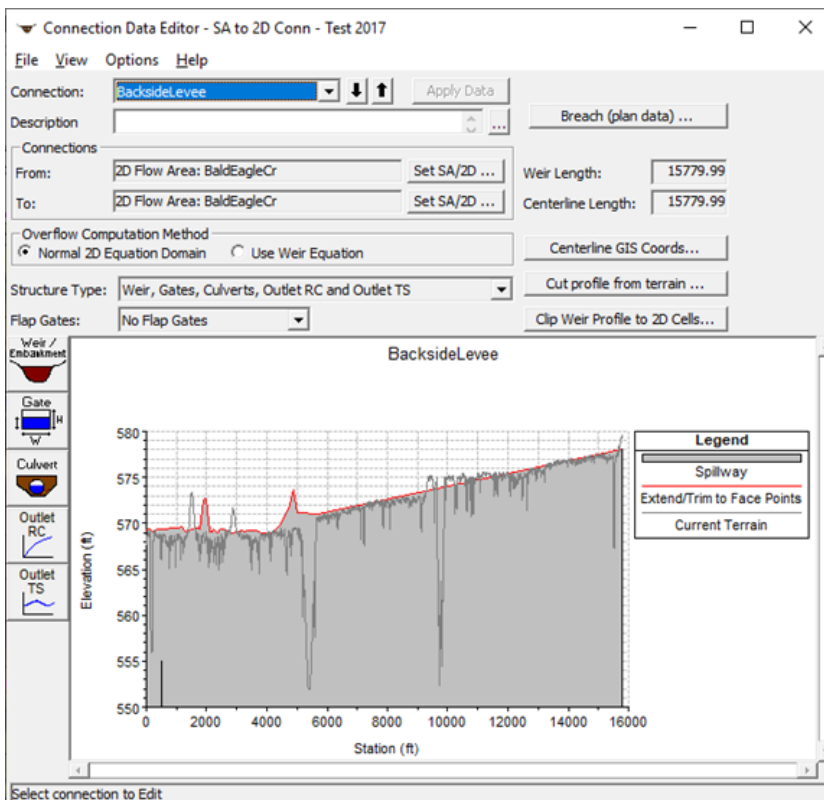 Connection Data Editor - SA to 2D Conn - Test 2017
File View Options Help
Connection: BacksideLevee Apply Data
Description ... Breach (plan data) ...
Connections
From: 2D Flow Area: BaldEagleCr Set SA/2D ... Weir Length: 15779.99
To: 2D Flow Area: BaldEagleCr Set SA/2D ... Centerline Length: 15779.99
Overflow Computation Method
Normal 2D Equation Domain Use Weir Equation Centerline GIS Coords...
Structure Type: Weir, Gates, Culverts, Outlet RC and Outlet TS Cut profile from terrain ...
Flap Gates: No Flap Gates Clip Weir Profile to 2D Cells...
Weir /
Embankment
Gate
H
W
Culvert
Outlet
RC
Outlet
TS
BacksideLevee
580
575
570
565
560
555
550
Elevation (ft)
0 2000 4000 6000 8000 10000 12000 14000 16000
Station (ft)
Legend
Spillway
Extend/Trim to Face Points
Current Terrain
Select connection to Edit